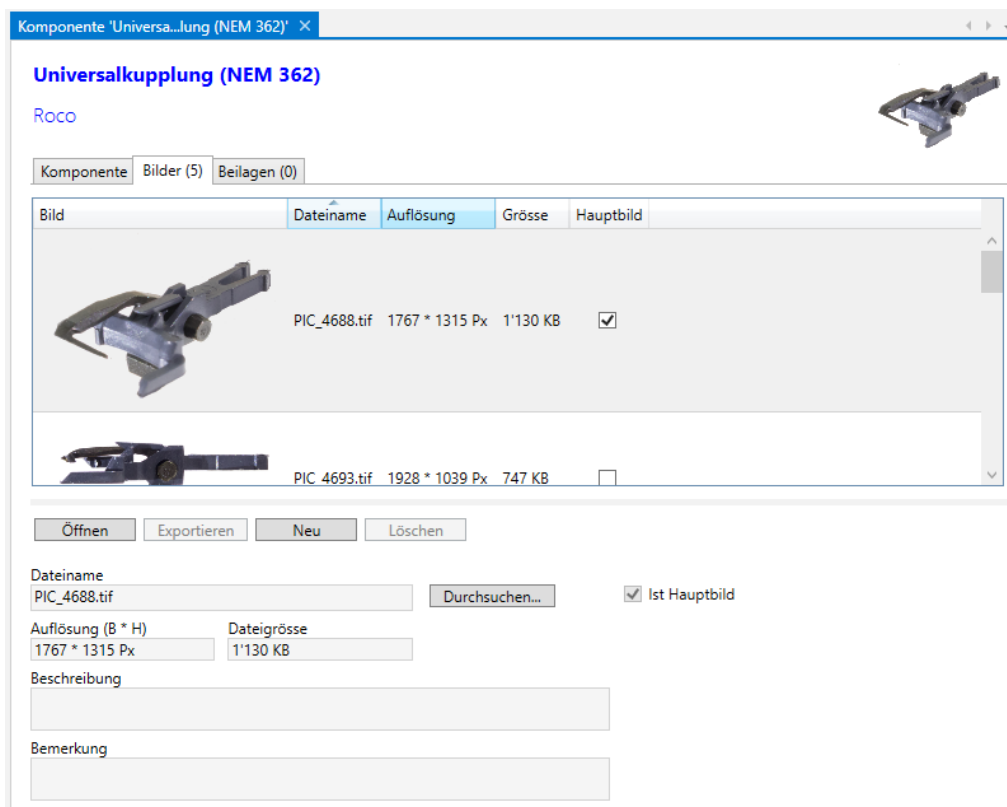 Komponente 'Universa...lung (NEM 362)'
Universalkupplung (NEM 362)
Roco
Komponente Bilder (5) Beilagen (0)
Bild Dateiname Auflösung Grösse Hauptbild
PIC_4688.tif 1767 * 1315 Px 1'130 KB
PIC_4693.tif 1928 * 1039 Px 747 KB
Öffnen Exportieren Neu Löschen
Dateiname
PIC_4688.tif Durchsuchen... Ist Hauptbild
Auflösung (B * H) Dateigrösse
1767 * 1315 Px 1'130 KB
Beschreibung
Bemerkung